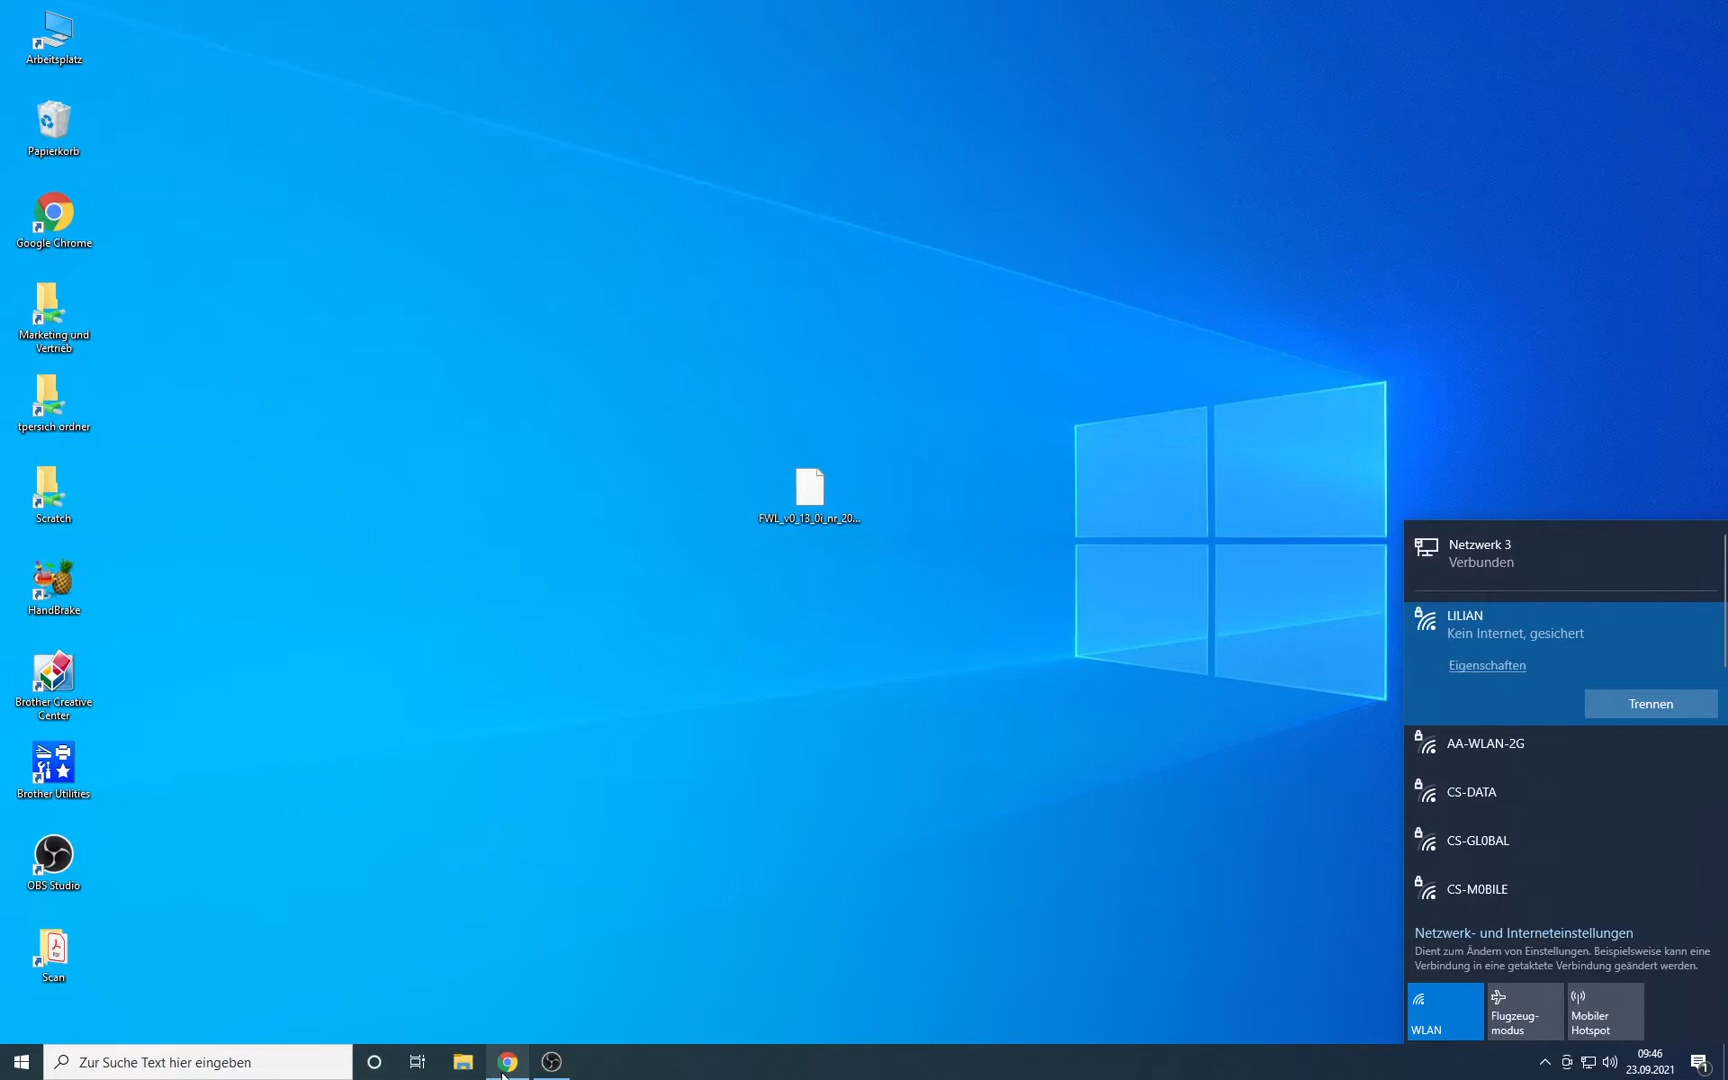 Arbeitsplatz
Papierkorb
Google Chrome
Marketing und
Vertrieb
tpersich ordner
Scratch
HandBrake
Brother Creative
Center
Brother Utilities
OBS Studio
Scan
FWL_v0_13_0i_nr_20...
Netzwerk 3
Verbunden
LILIAN
Kein Internet, gesichert
Eigenschaften
Trennen
AA-WLAN-2G
CS-DATA
CS-GL0BAL
CS-M0BILE
Netzwerk- und Interneteinstellungen
Dient zum Ändern von Einstellungen. Beispielsweise kann eine
Verbindung in eine getaktete Verbindung geändert werden.
WLAN
Flugzeug-
modus
Mobiler
Hotspot
Zur Suche Text hier eingeben
09:46
23.09.2021
1